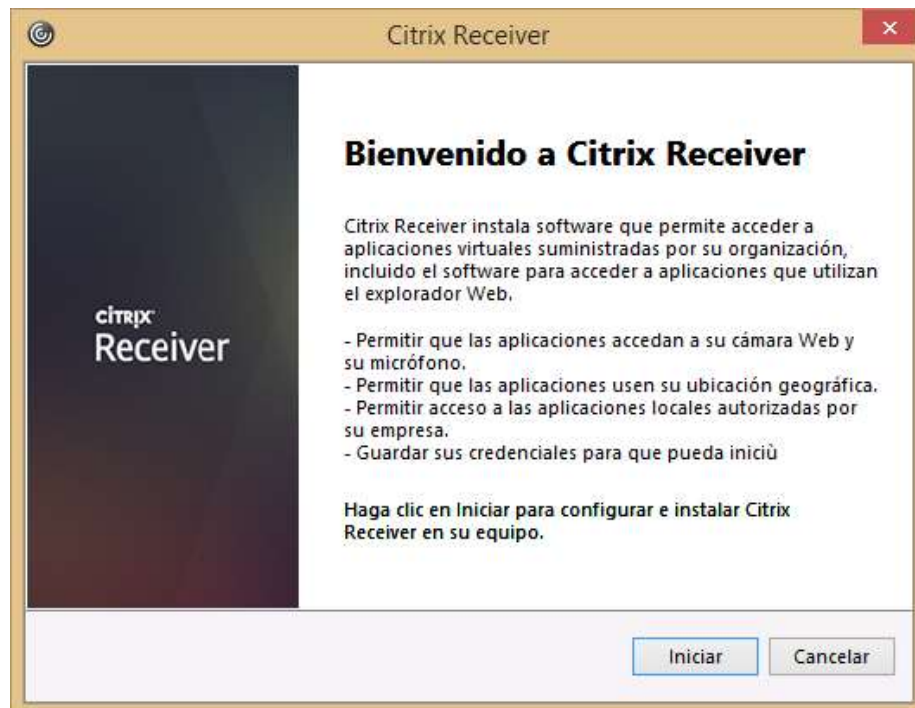 Citrix Receiver
CİTRIX
Receiver
Bienvenido a Citrix Receiver
Citrix Receiver instala software que permite acceder a
aplicaciones virtuales suministradas por su organización,
incluido el software para acceder a aplicaciones que utilizan
el explorador Web.
- Permitir que las aplicaciones accedan a su cámara Web y
su micrófono.
- Permitir que las aplicaciones usen su ubicación geográfica.
- Permitir acceso a las aplicaciones locales autorizadas por
su empresa.
- Guardar sus credenciales para que pueda iniciù
Haga clic en Iniciar para configurar e instalar Citrix
Receiver en su equipo.
Iniciar
Cancelar